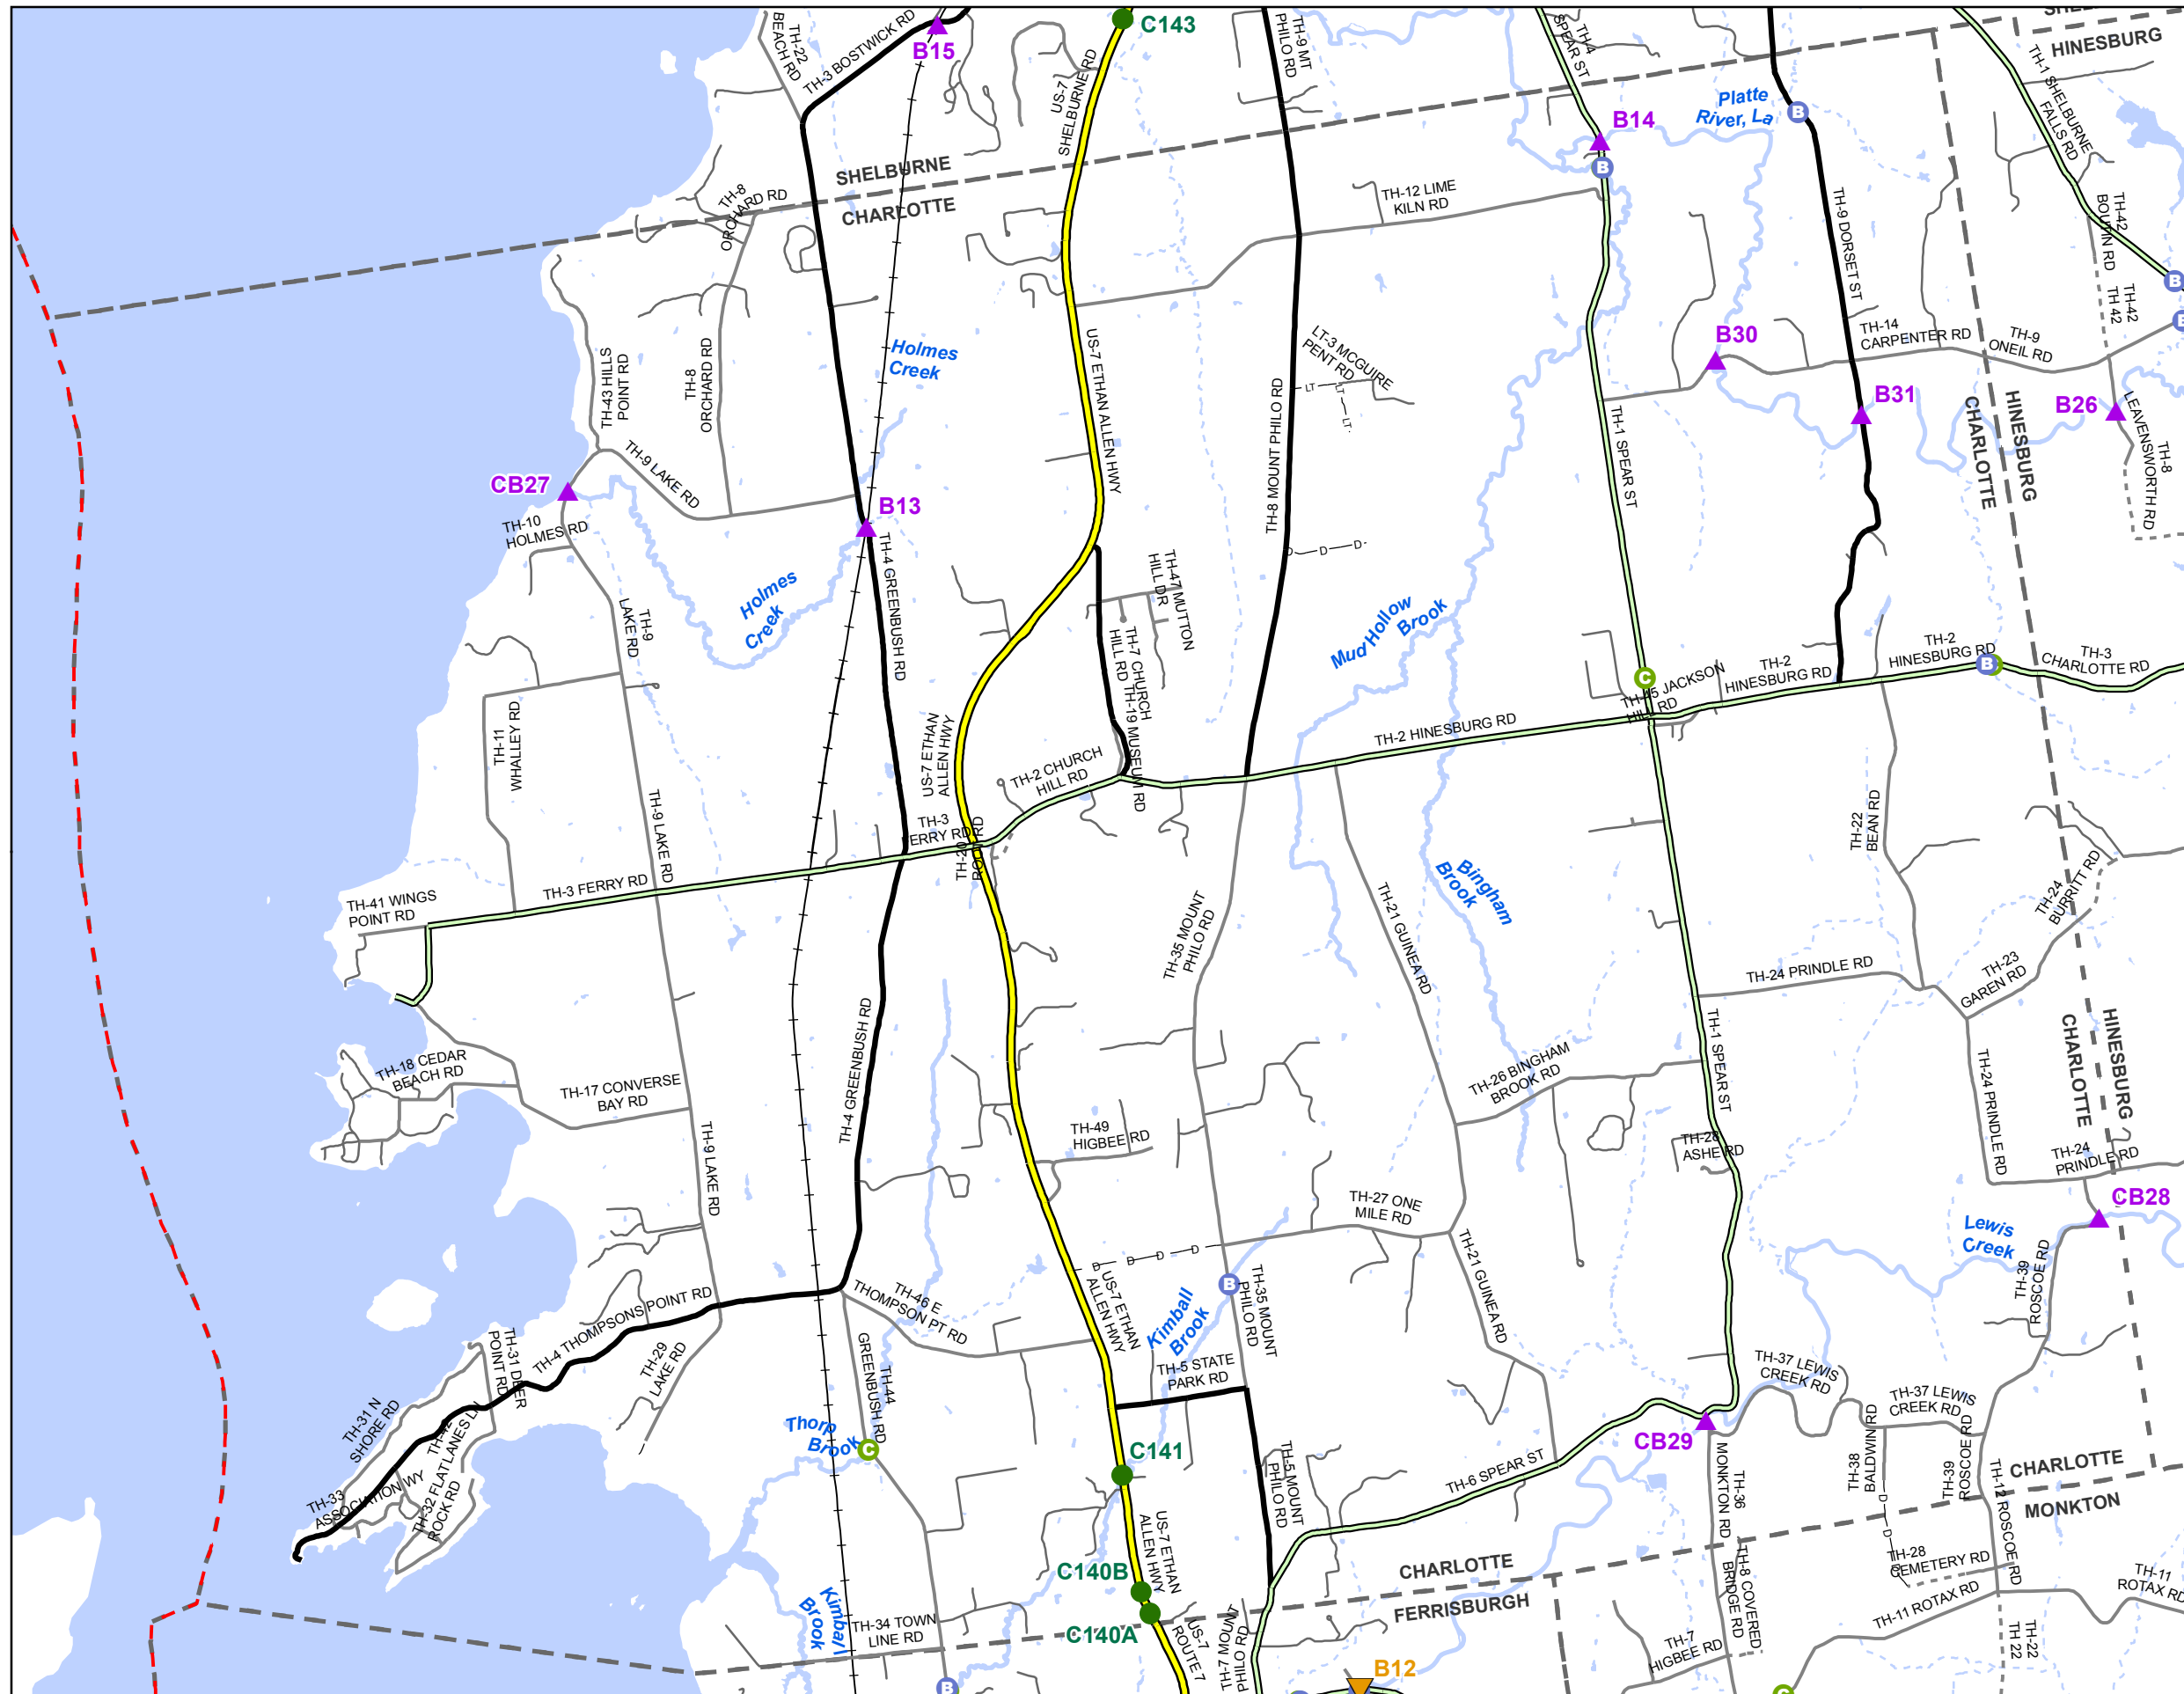 TH-22
BEACH RD
TH-3 BOSTWICK RD
B15
C143
US-7
SHELBURNE RD
TH-9 MT
PHILO RD
TH-4
SPEAR ST
HINESBURG
TH-1 SHELBURNE
FALLS RD
Platte
River, La
B
B14
B
SHELBURNE
CHARLOTTE
TH-8
ORCHARD RD
TH-12 LIME
KILN RD
TH-9 DORSET ST
TH-42
BOUTIN RD
B
TH-42
TH 42
B
Holmes
Creek
TH-43 HILLS
POINT RD
TH-8
ORCHARD RD
US-7 ETHAN ALLEN HWY
LT-3 MCGUIRE
PENT RD
LT
LT
LT
B30
TH-14
CARPENTER RD
TH-9
ONEIL RD
TH-8 MOUNT PHILO RD
TH-1 SPEAR ST
B31
CHARLOTTE
HINESBURG
B26
LEAVENSWORTH RD
TH-8
TH-9 LAKE RD
CB27
TH-10
HOLMES RD
B13
TH-4 GREENBUSH RD
D
D
D
Holmes
Creek
TH-9
LAKE RD
TH-47 MUTTON
HILL DR
TH-7 CHURCH
HILL RD
TH-19 MUSEUM RD
Mud Hollow
Brook
C
TH-45 JACKSON
HILL RD
TH-2
HINESBURG RD
TH-2
HINESBURG RD
B
TH-3
CHARLOTTE RD
TH-11
WHALLEY RD
US-7 ETHAN
ALLEN HWY
TH-2 CHURCH
HILL RD
TH-2 HINESBURG RD
TH-9 LAKE RD
TH-3
FERRY RD
TH-20
TH-22
BEAN RD
TH-3 FERRY RD
TH-41 WINGS
POINT RD
TH-35 MOUNT
PHILO RD
TH-21 GUINEA RD
Bingham
Brook
TH-24
BURRITT RD
TH-24 PRINDLE RD
TH-23
GAREN RD
TH-4 GREENBUSH RD
TH-18 CEDAR
BEACH RD
TH-17 CONVERSE
BAY RD
TH-26 BINGHAM
BROOK RD
TH-1 SPEAR ST
CHARLOTTE
HINESBURG
TH-24 PRINDLE RD
TH-9 LAKE RD
TH-49
HIGBEE RD
TH-28
ASHE RD
TH-24
PRINDLE RD
TH-27 ONE
MILE RD
CB28
Lewis
Creek
D
D
D
US-7 ETHAN
ALLEN HWY
B
TH-35 MOUNT
PHILO RD
TH-21 GUINEA RD
TH-39
ROSCOE RD
TH-46 E
THOMPSON PT RD
Kimball
Brook
TH-4 THOMPSONS POINT RD
TH-31 DEER
POINT RD
TH-29
LAKE RD
TH-44
GREENBUSH RD
TH-5 STATE
PARK RD
TH-37 LEWIS
CREEK RD
TH-37 LEWIS
CREEK RD
TH-31 N
SHORE RD
TH-42
FLAT LANES LN
Thorp
Brook
C
C141
CB29
TH-6 SPEAR ST
TH-36
MONKTON RD
TH-38
BALDWIN RD
TH-39
ROSCOE RD
TH-12 ROSCOE RD
CHARLOTTE
MONKTON
TH-33
ASSOCIATION WY
TH-32
ROCK RD
TH-5 MOUNT
PHILO RD
US-7 ETHAN
ALLEN HWY
D
D
D
C140B
C140A
CHARLOTTE
FERRISBURGH
TH-8 COVERED
BRIDGE RD
TH-28
CEMETERY RD
TH-11 ROTAX RD
TH-11
ROTAX RD
Kimball
Brook
TH-34 TOWN
LINE RD
US-7
ROUTE 7
TH-7 MOUNT
PHILO RD
TH-7
HIGBEE RD
TH-22
TH 22
B
B12
C